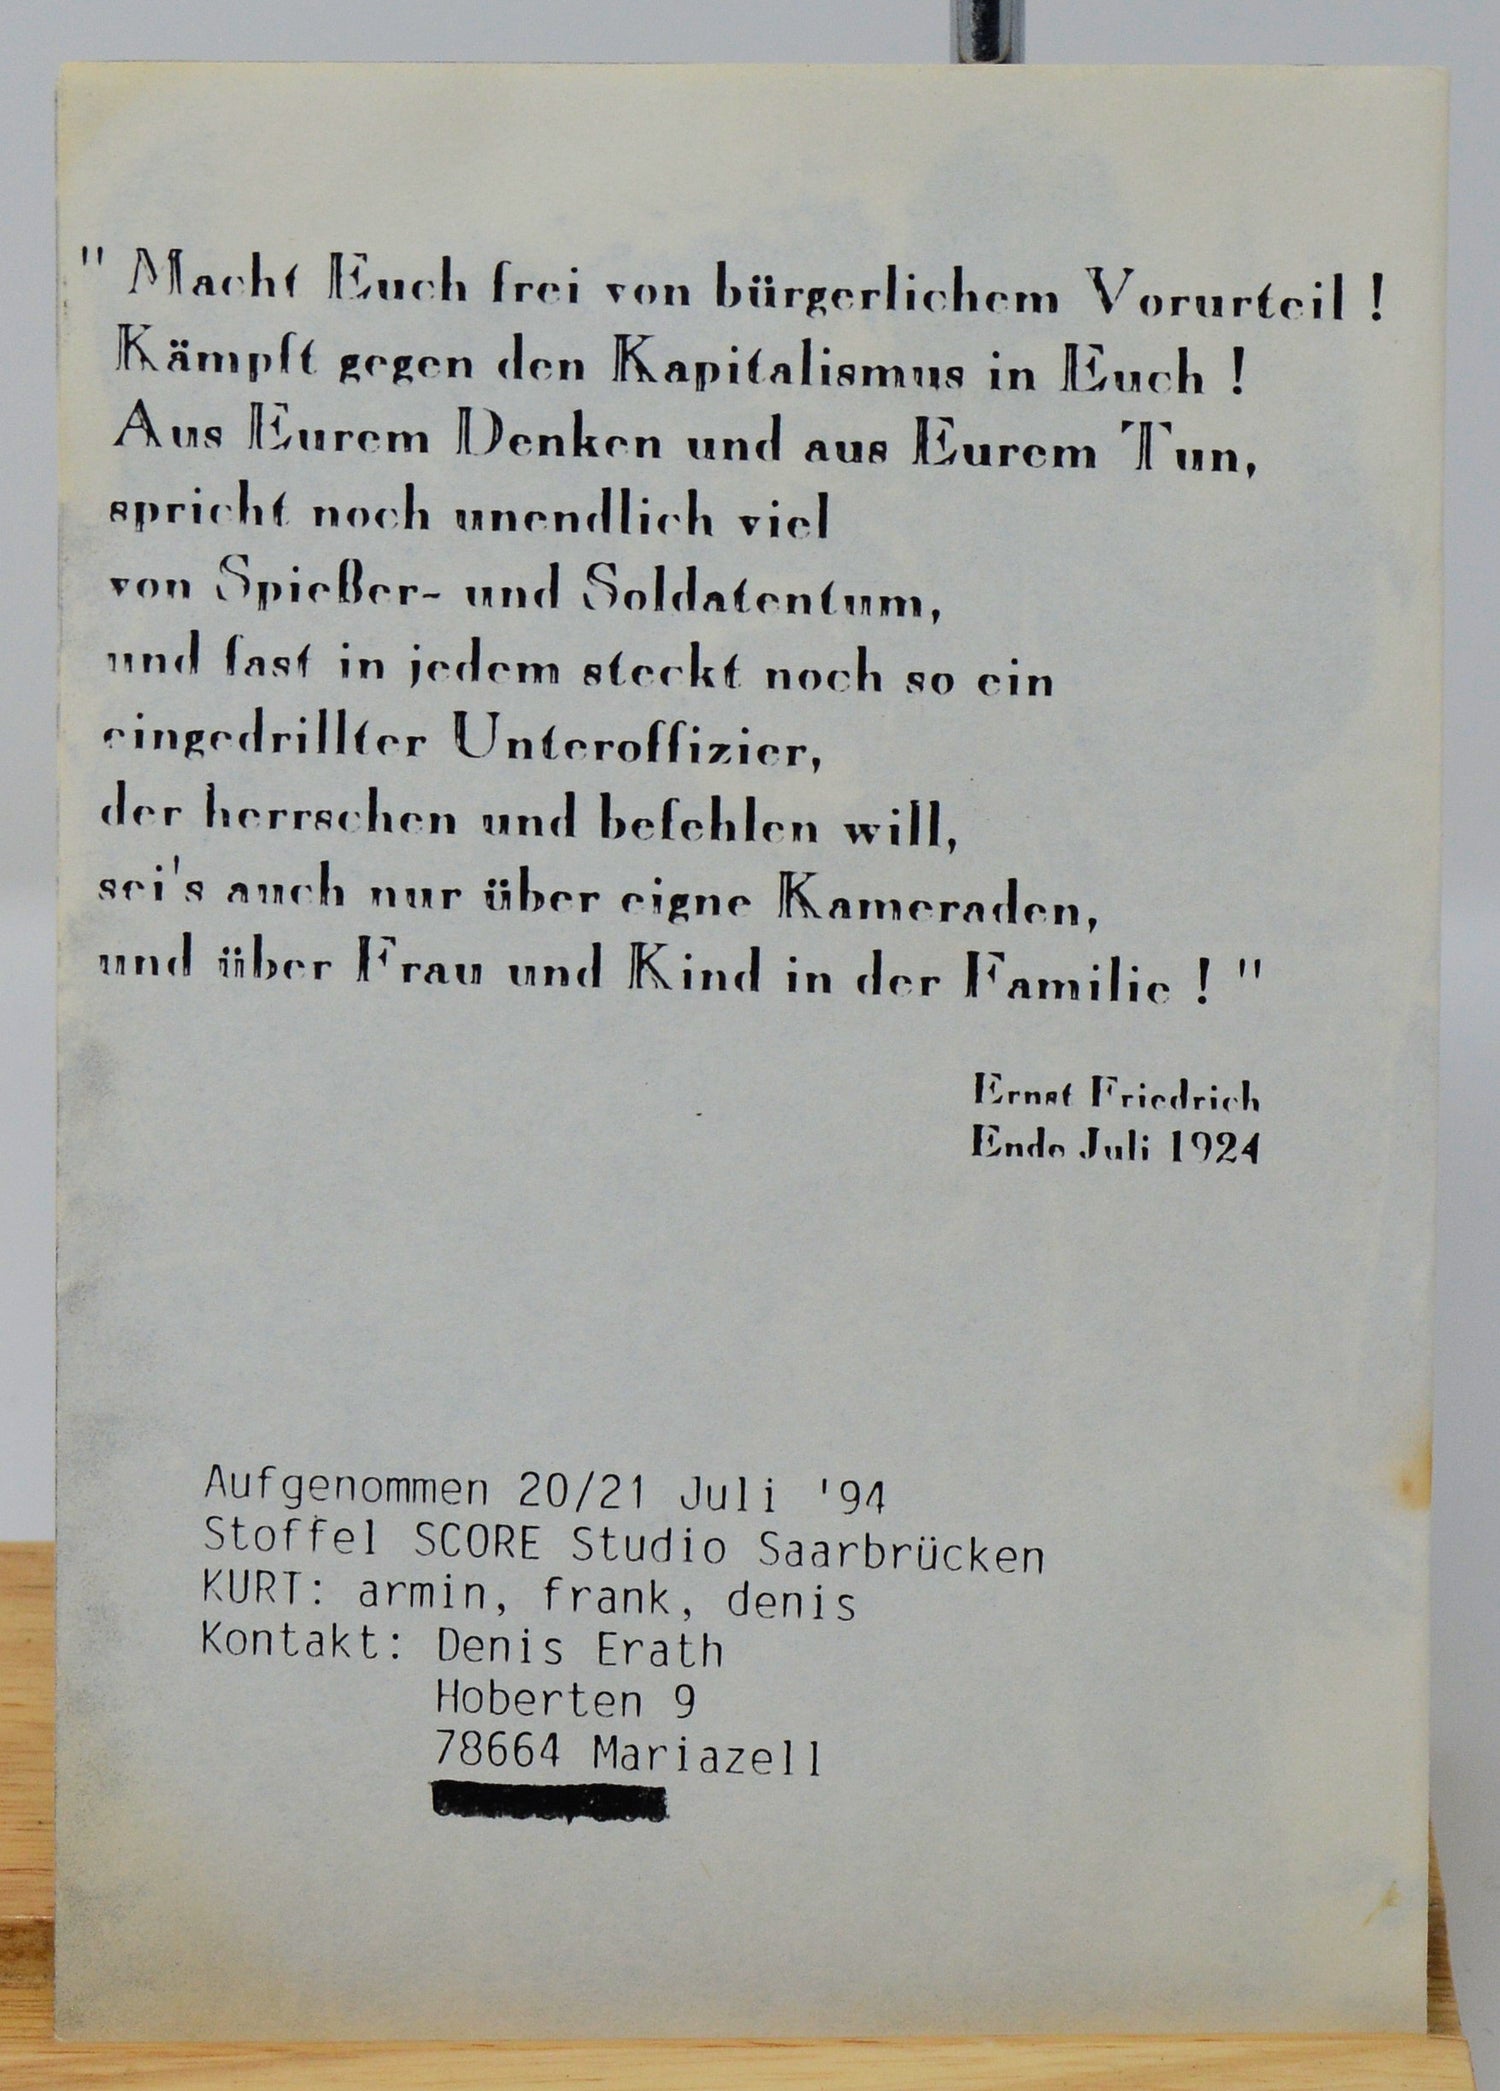 " Macht Euch frei von bürgerlichem Vorurteil !
Kämpft gegen den Kapitalismus in Euch !
Aus Eurem Denken und aus Eurem Tun,
spricht noch unendlich viel
von Spießer- und Soldatentum,
und fast in jedem steckt noch so ein
eingedrillter Unteroffizier,
der herrschen und befehlen will,
sei's auch nur über eigne Kameraden,
und über Frau und Kind in der Familie ! "
Ernst Friedrich
Ende Juli 1924
Aufgenommen 20/21 Juli '94
Stoffel SCORE Studio Saarbrücken
KURT: armin, frank, denis
Kontakt: Denis Erath
Hoberten 9
78664 Mariazell